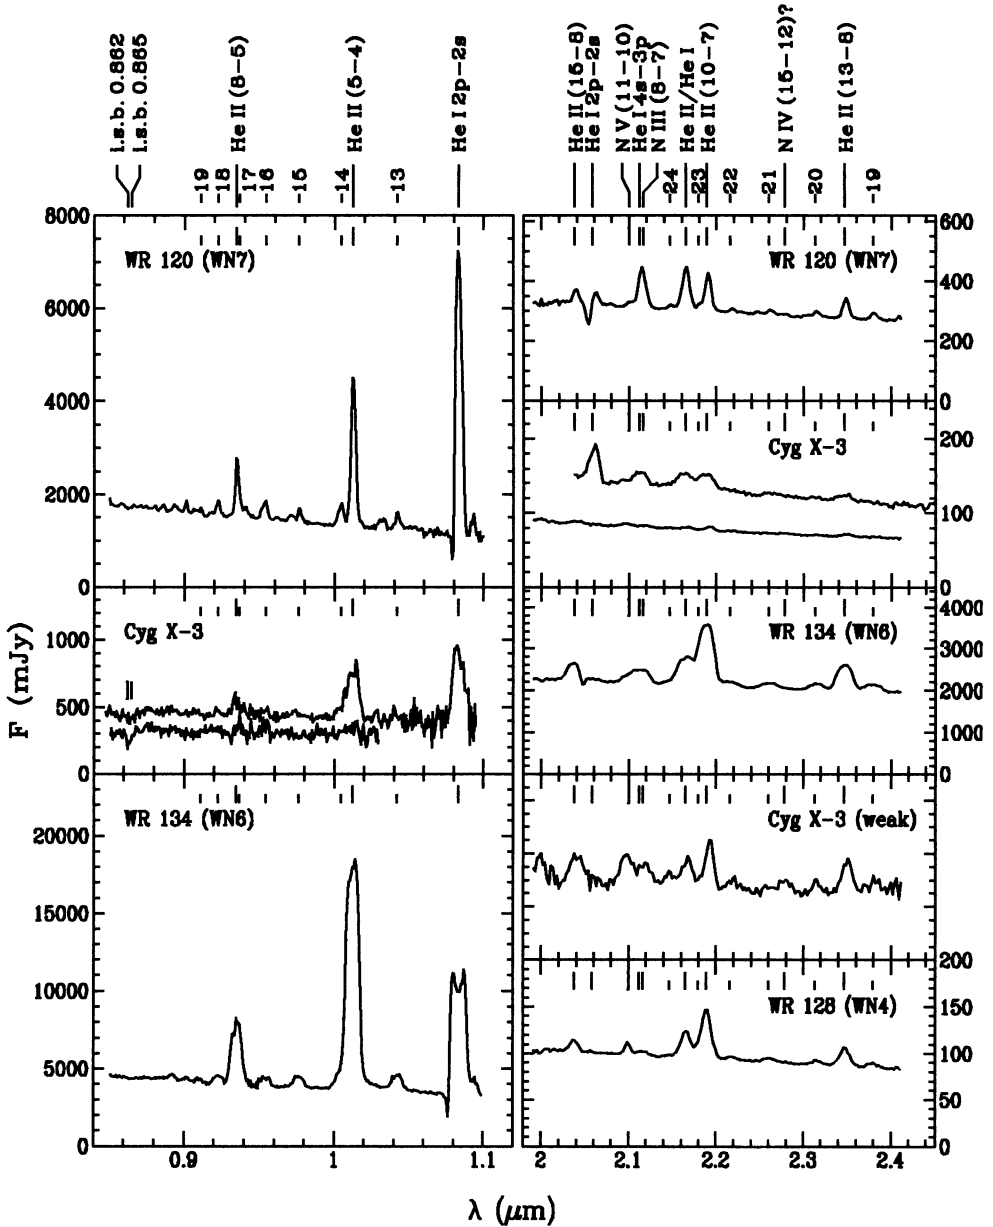 i.s.b. 0.862
i.s.b. 0.865
He II (8-5)
He II (5-4)
He I 2p-2s
-19
-18
-17
-16
-15
-14
-13
He II (15-8)
He I 2p-2s
N V (11-10)
He I 4s-3p
N III (8-7)
He II/He I
He II (10-7)
N IV (15-12)?
He II (13-8)
-24
-23
-22
-21
-20
-19
8000
6000
4000
2000
0
WR 120 (WN7)
1000
500
0
Cyg X-3
20000
15000
10000
5000
0
WR 134 (WN6)
0.9
1
1.1
WR 120 (WN7)
600
400
200
0
Cyg X-3
200
100
0
WR 134 (WN6)
4000
3000
2000
1000
0
Cyg X-3 (weak)
WR 128 (WN4)
200
150
100
50
0
2
2.1
2.2
2.3
2.4
F (mJy)
λ (μm)